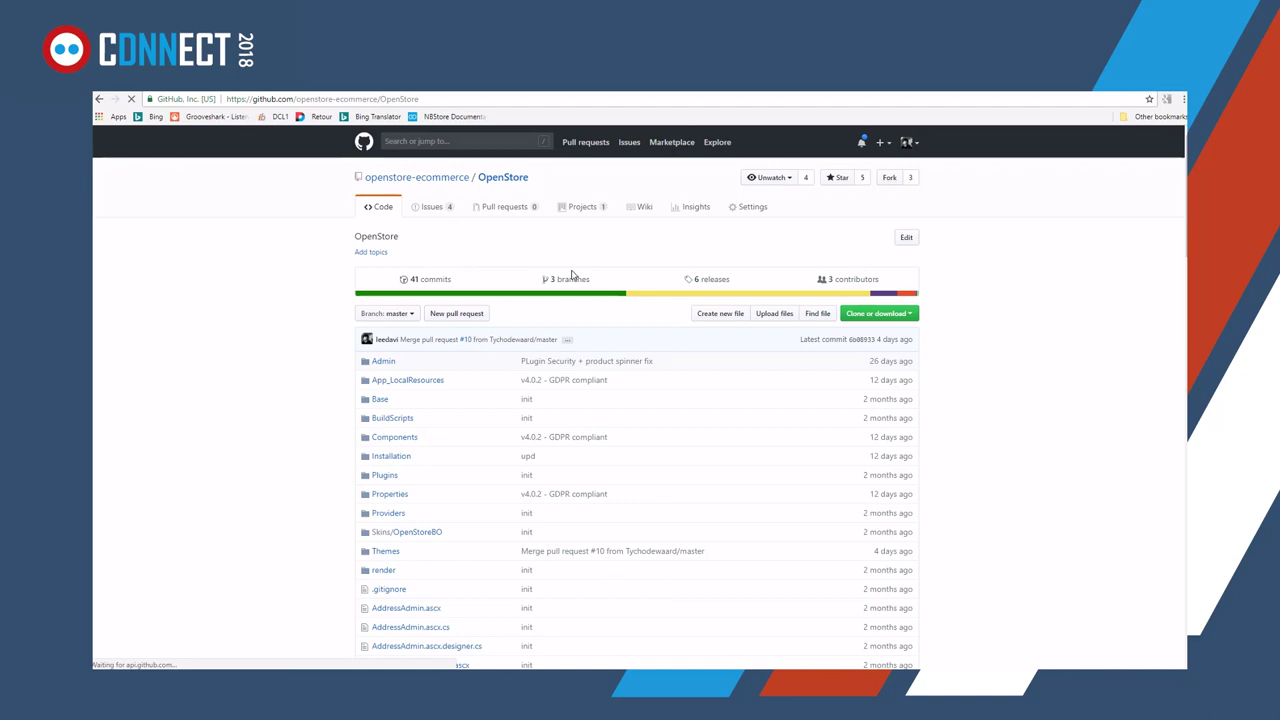 CDNNECT 2018
GitHub, Inc. [US] https://github.com/openstore-ecommerce/OpenStore
Apps Bing Grooveshark - Listen DCL1 Retour Bing Translator NBStore Documenta Other bookmarks
Search or jump to... / Pull requests Issues Marketplace Explore
openstore-ecommerce / OpenStore Unwatch 4 Star 5 Fork 3
Code Issues 4 Pull requests 0 Projects 1 Wiki Insights Settings
OpenStore Edit
Add topics
41 commits 3 branches 6 releases 3 contributors
Branch: master New pull request Create new file Upload files Find file Clone or download
leedavi Merge pull request #10 from Tychodewaard/master ... Latest commit 6b08933 4 days ago
Admin PLugin Security + product spinner fix 26 days ago
App_LocalResources v4.0.2 - GDPR compliant 12 days ago
Base init 2 months ago
BuildScripts init 2 months ago
Components v4.0.2 - GDPR compliant 12 days ago
Installation upd 12 days ago
Plugins init 2 months ago
Properties v4.0.2 - GDPR compliant 12 days ago
Providers init 2 months ago
Skins/OpenStoreBO init 2 months ago
Themes Merge pull request #10 from Tychodewaard/master 4 days ago
render init 2 months ago
.gitignore init 2 months ago
AddressAdmin.ascx init 2 months ago
AddressAdmin.ascx.cs init 2 months ago
AddressAdmin.ascx.designer.cs init 2 months ago
Waiting for api.github.com... ascx init 2 months ago